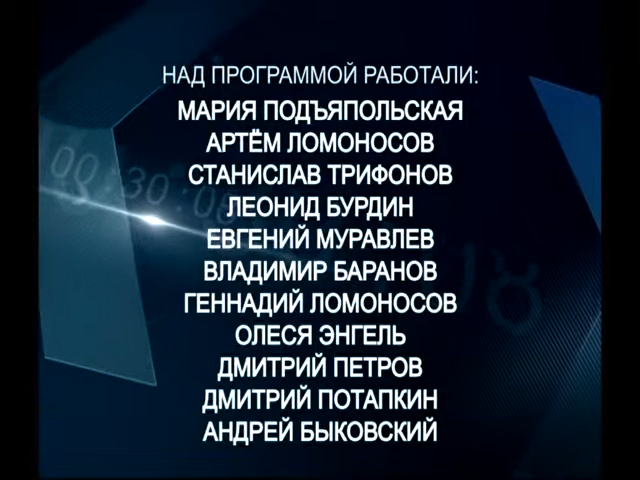 НАД ПРОГРАММОЙ РАБОТАЛИ:
МАРИЯ ПОДЪЯПОЛЬСКАЯ
АРТЁМ ЛОМОНОСОВ
СТАНИСЛАВ ТРИФОНОВ
ЛЕОНИД БУРДИН
ЕВГЕНИЙ МУРАВЛЕВ
ВЛАДИМИР БАРАНОВ
ГЕННАДИЙ ЛОМОНОСОВ
ОЛЕСЯ ЭНГЕЛЬ
ДМИТРИЙ ПЕТРОВ
ДМИТРИЙ ПОТАПКИН
АНДРЕЙ БЫКОВСКИЙ